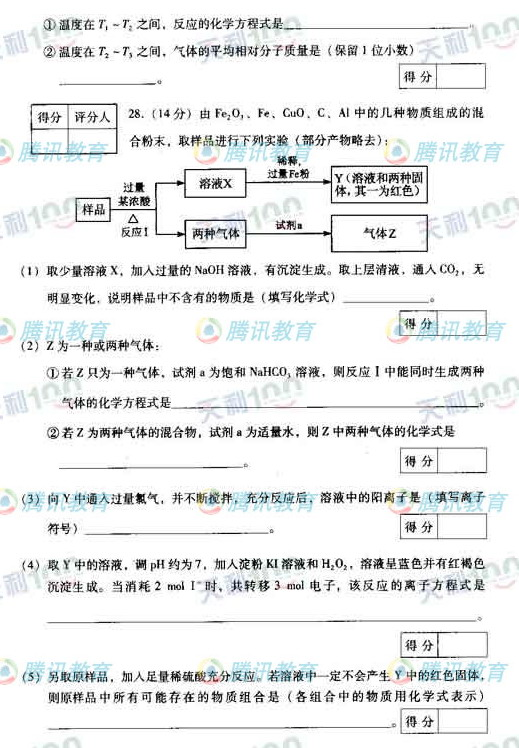 ① 温度在 T₁ ~ T₂ 之间，反应的化学方程式是
② 温度在 T₂ ~ T₃ 之间，气体的平均相对分子质量是（保留 1 位小数）
。
得 分
得分 评分人
28.（14 分）由 Fe₂O₃、Fe、CuO、C、Al 中的几种物质组成的混
合粉末，取样品进行下列实验（部分产物略去）：
样品
过量
某浓酸
△
反应 I
溶液X
稀释，
过量Fe粉
Y（溶液和两种固
体，其一为红色）
两种气体
试剂a
气体Z
（1）取少量溶液 X，加入过量的 NaOH 溶液，有沉淀生成。取上层清液，通入 CO₂，无
明显变化，说明样品中不含有的物质是（填写化学式）。
得 分
（2）Z 为一种或两种气体：
① 若 Z 只为一种气体，试剂 a 为饱和 NaHCO₃ 溶液，则反应 I 中能同时生成两种
气体的化学方程式是。
② 若 Z 为两种气体的混合物，试剂 a 为适量水，则 Z 中两种气体的化学式是
。
得 分
（3）向 Y 中通入过量氯气，并不断搅拌，充分反应后，溶液中的阳离子是（填写离子
符号）。
得 分
（4）取 Y 中的溶液，调 pH 约为 7，加入淀粉 KI 溶液和 H₂O₂，溶液呈蓝色并有红褐色
沉淀生成。当消耗 2 mol I⁻ 时，共转移 3 mol 电子，该反应的离子方程式是
。
得 分
（5）另取原样品，加入足量稀硫酸充分反应。若溶液中一定不会产生 Y 中的红色固体，
则原样品中所有可能存在的物质组合是（各组合中的物质用化学式表示）
。
得 分
天利100
腾讯教育